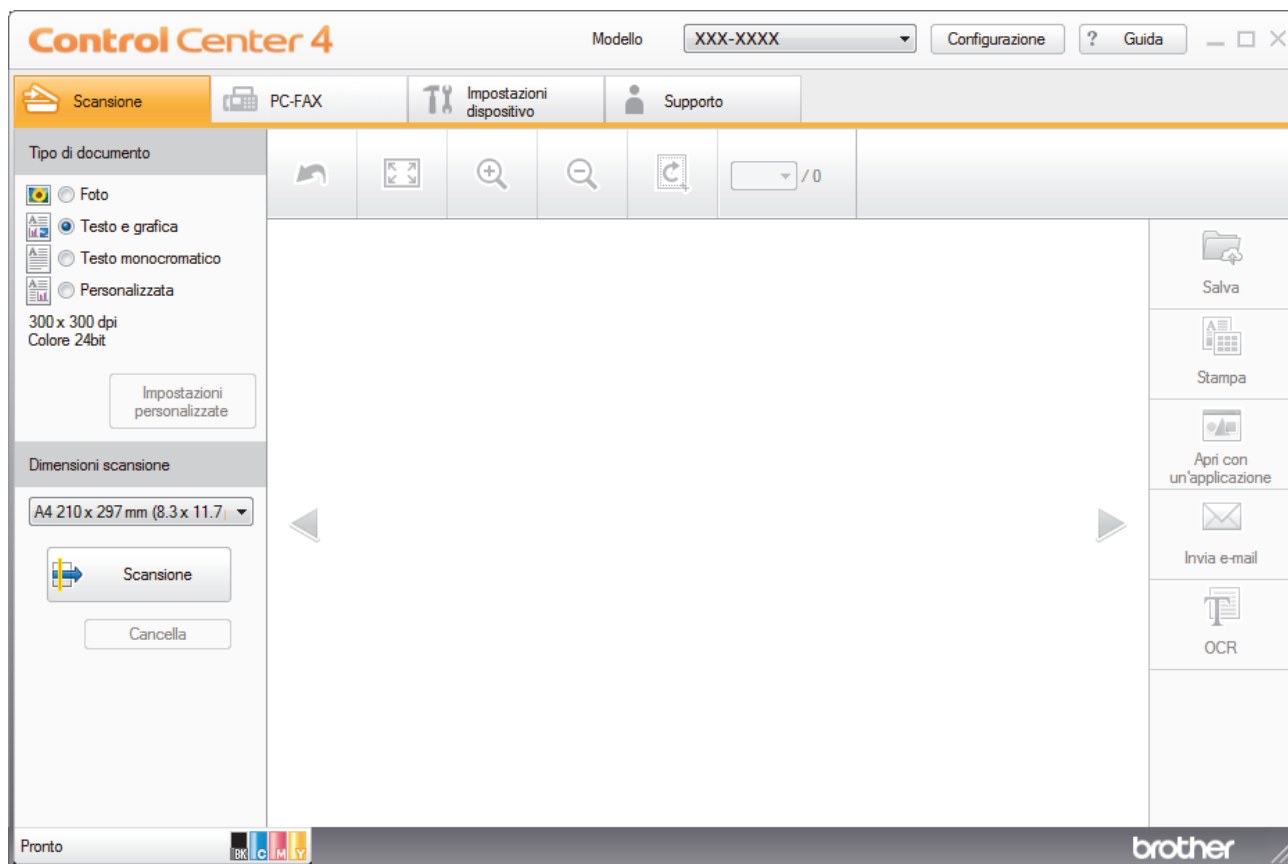 Control Center 4
Modello
XXX-XXXX
Configurazione
? Guida
Scansione
PC-FAX
Impostazioni
dispositivo
Supporto
Tipo di documento
Foto
Testo e grafica
Testo monocromatico
Personalizzata
300 x 300 dpi
Colore 24bit
Impostazioni
personalizzate
Dimensioni scansione
A4 210 x 297 mm (8.3 x 11.7
Scansione
Cancella
/ 0
Salva
Stampa
Apri con
un'applicazione
Invia e-mail
OCR
Pronto
BK C M Y
brother